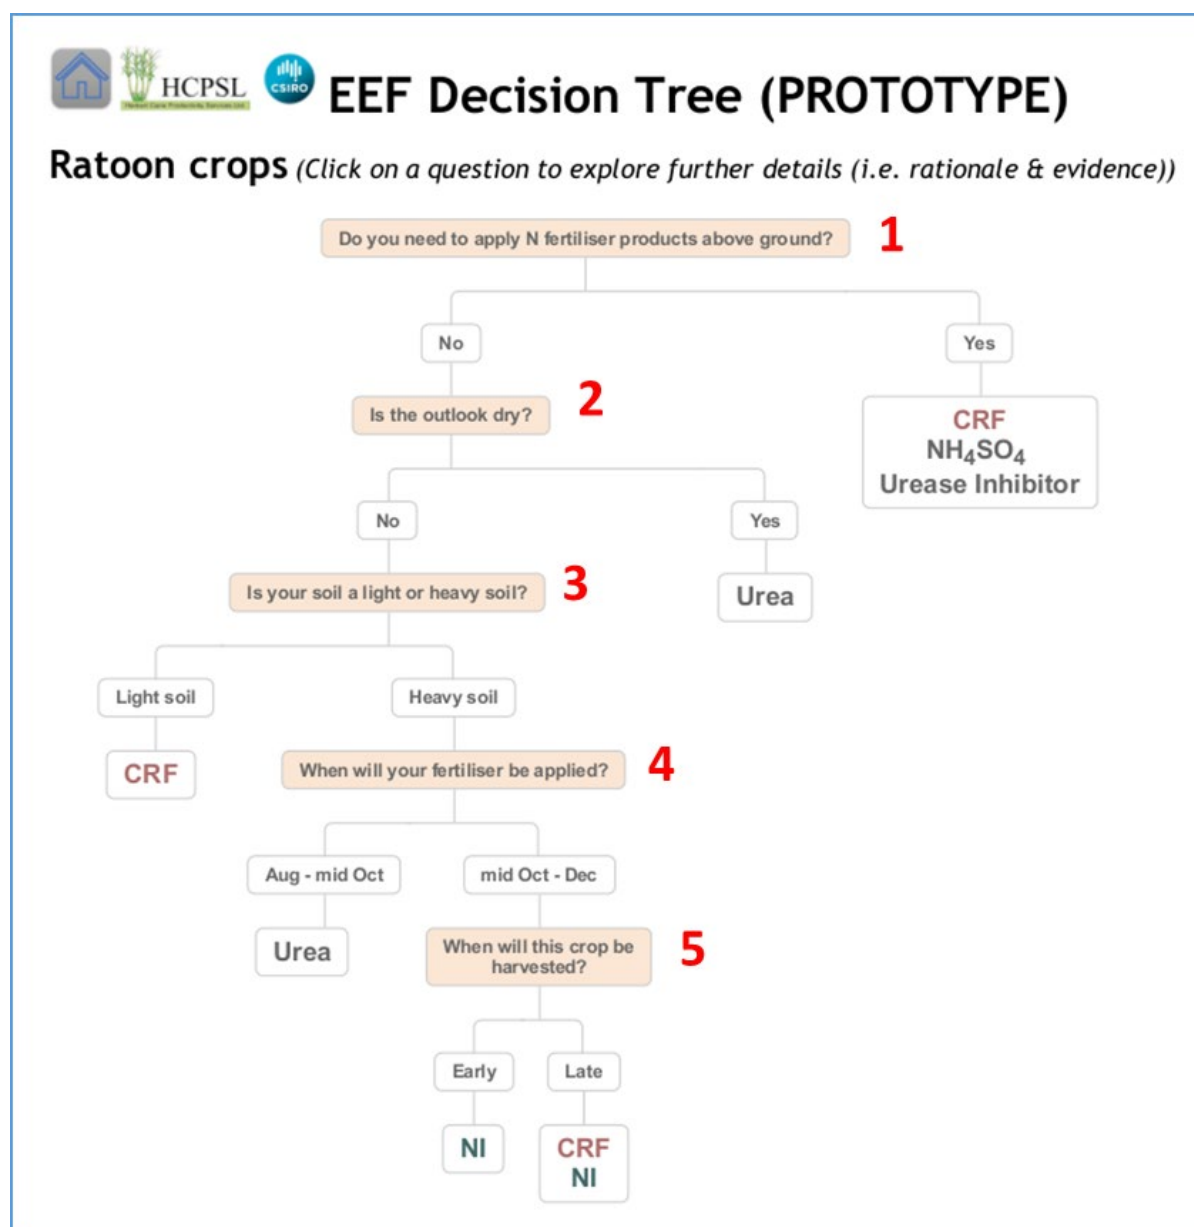 HCPSL
CSIRO
EEF Decision Tree (PROTOTYPE)
Ratoon crops (Click on a question to explore further details (i.e. rationale & evidence))
Do you need to apply N fertiliser products above ground?
1
No
Yes
Is the outlook dry?
2
CRF
NH₄SO₄
Urease Inhibitor
No
Yes
Is your soil a light or heavy soil?
3
Urea
Light soil
Heavy soil
CRF
When will your fertiliser be applied?
4
Aug - mid Oct
mid Oct - Dec
Urea
When will this crop be
harvested?
5
Early
Late
NI
CRF
NI